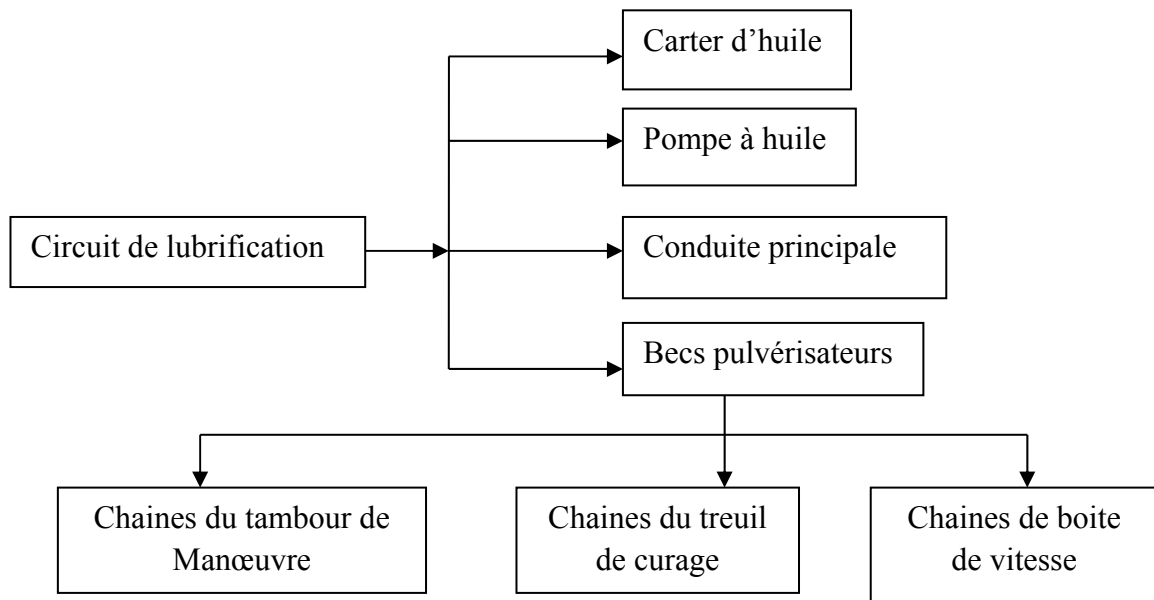 Carter d’huile
Pompe à huile
Circuit de lubrification
Conduite principale
Becs pulvérisateurs
Chaines du tambour de
Manœuvre
Chaines du treuil
de curage
Chaines de boite
de vitesse